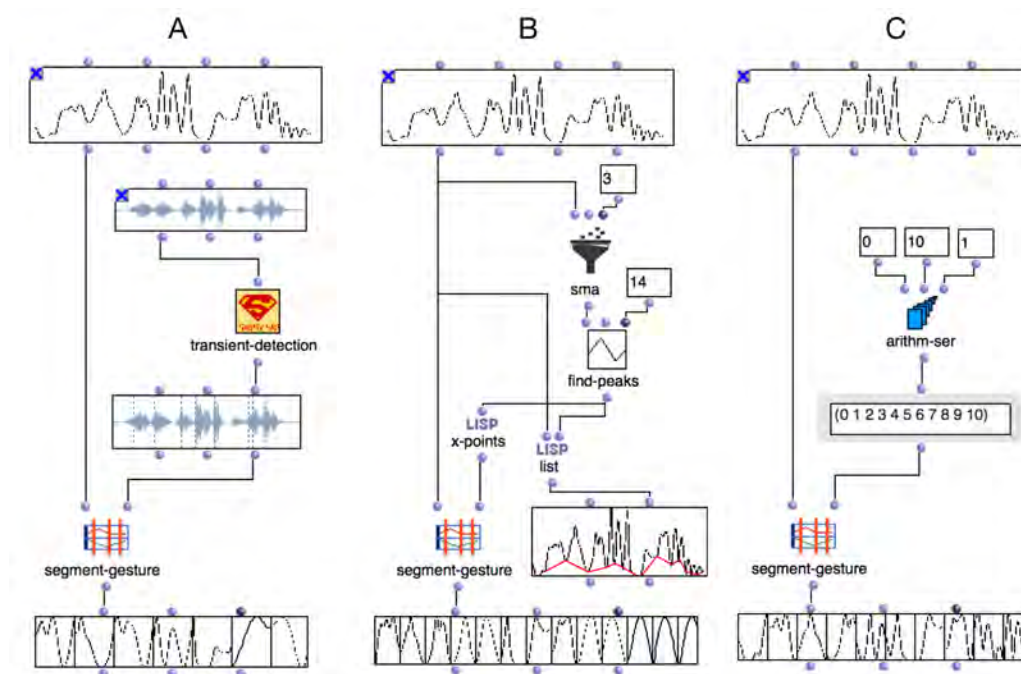 A
B
C
3
0
10
1
14
sma
transient-detection
arithm-ser
find-peaks
LISP
x-points
(0 1 2 3 4 5 6 7 8 9 10)
LISP
list
segment-gesture
segment-gesture
segment-gesture